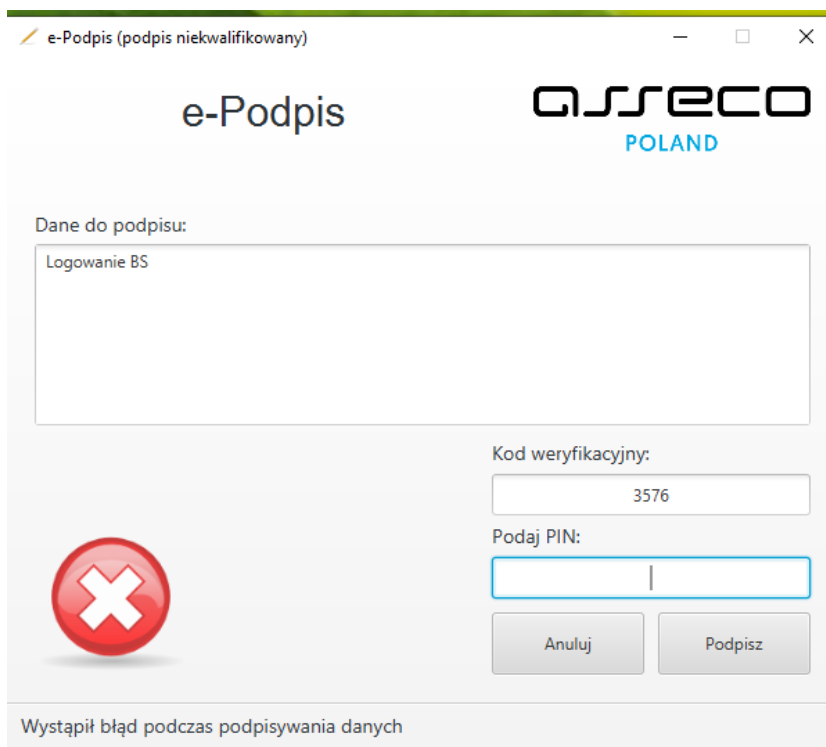 e-Podpis (podpis niekwalifikowany)
e-Podpis
asseco
POLAND
Dane do podpisu:
Logowanie BS
Kod weryfikacyjny:
3576
Podaj PIN:
Anuluj
Podpisz
Wystąpił błąd podczas podpisywania danych